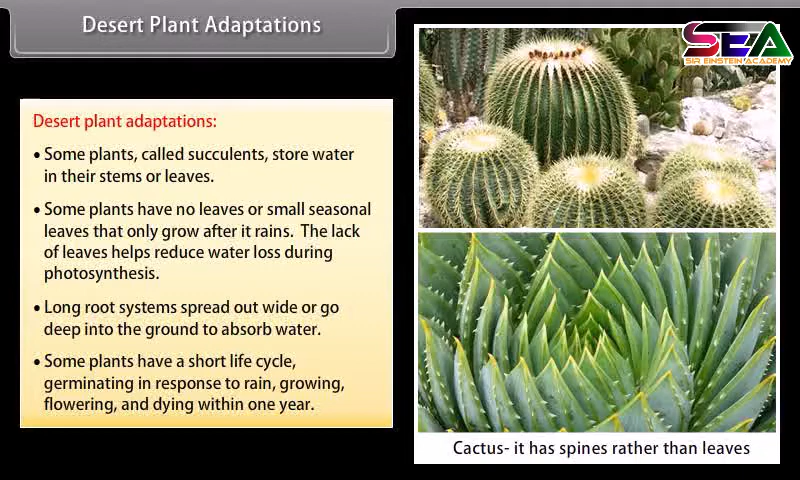 Desert Plant Adaptations
SEA
SIR EINSTEIN ACADEMY
Desert plant adaptations:
• Some plants, called succulents, store water
in their stems or leaves.
• Some plants have no leaves or small seasonal
leaves that only grow after it rains. The lack
of leaves helps reduce water loss during
photosynthesis.
• Long root systems spread out wide or go
deep into the ground to absorb water.
• Some plants have a short life cycle,
germinating in response to rain, growing,
flowering, and dying within one year.
Cactus- it has spines rather than leaves